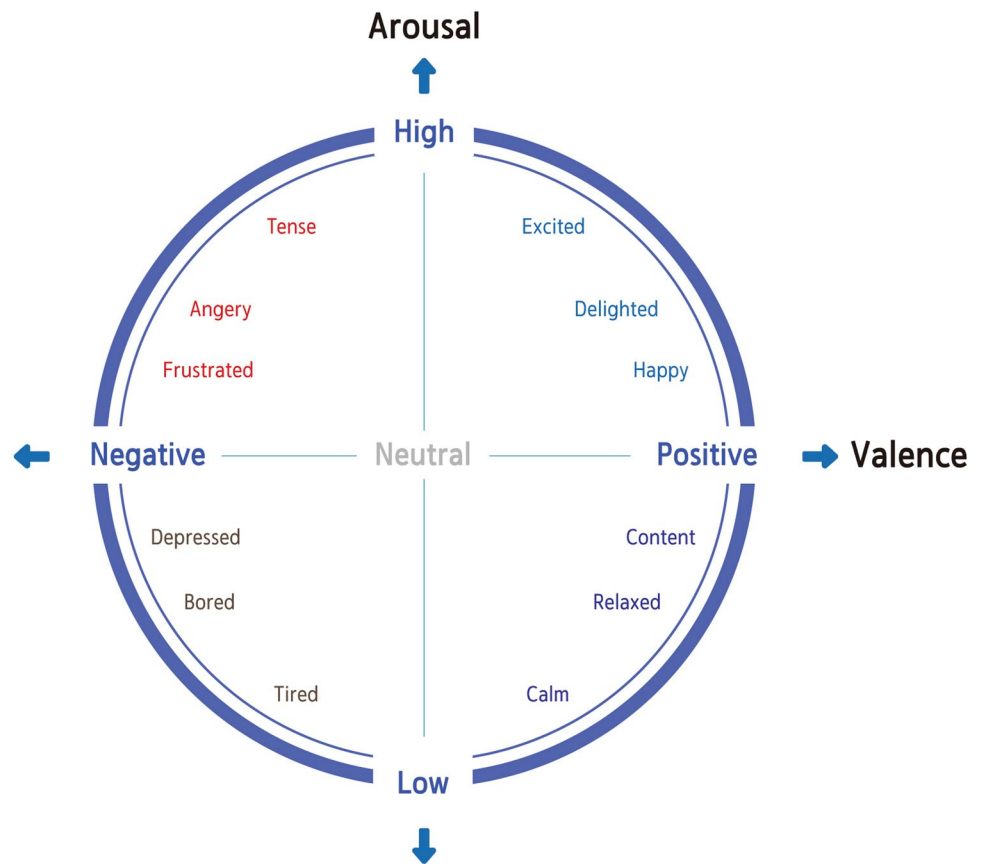 Arousal
High
Tense
Excited
Angery
Delighted
Frustrated
Happy
Negative
Neutral
Positive
Valence
Depressed
Content
Bored
Relaxed
Tired
Calm
Low